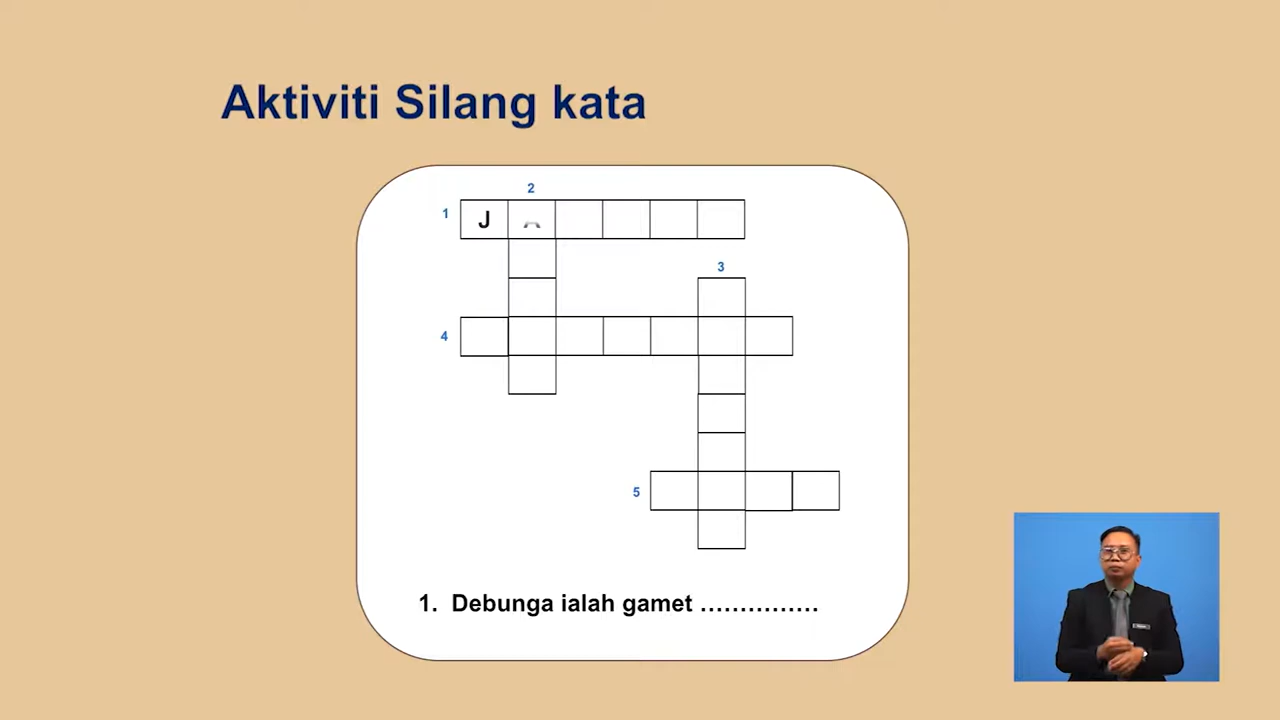 Aktiviti Silang kata
2
1 J
3
4
5
1. Debunga ialah gamet ...............